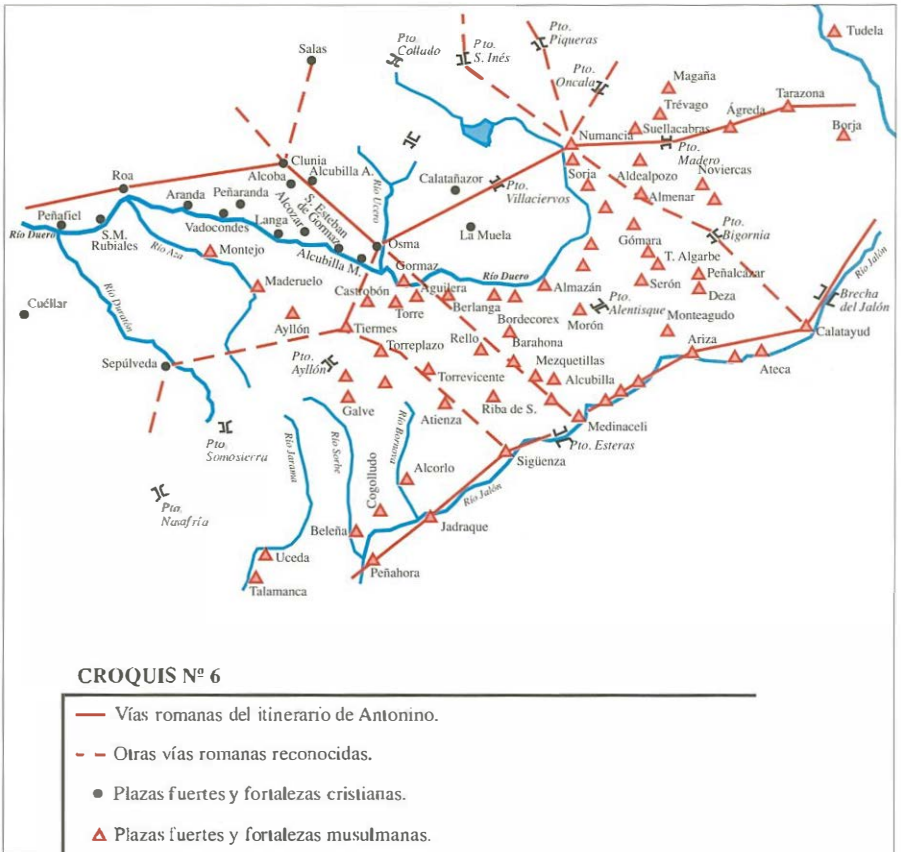 Tudela
Salas
Pto.
Colludo
Pto.
S. Inés
Pto.
Piqueras
Pto.
Oncala
Magaña
Trévago
Tarazona
Ágreda
Suellacabras
Borja
Numancia
Pto.
Madero
Noviercas
Soria
Aldealpozo
Almenar
Clunia
Alcoba
Alcubilla A.
Río Ucero
Calatañazor
Pto.
Villaciervos
Roa
Aranda
Peñaranda
S. Esteban
de Gormaz
Alcozar
La Muela
Pto.
Bigornia
Peñafiel
Río Duero
S.M.
Rubiales
Vadocondes
Langa
Osma
Alcubilla M.
Gómara
T. Algarbe
Río Jalón
Río Aza
Montejo
Gormaz
Río Duero
Peñalcazar
Serón
Deza
Maderuelo
Castrobón
Aguilera
Almazán
Brecha
del Jalón
Río Duratón
Cuéllar
Torre
Berlanga
Pto.
Alentisque
Ayllón
Tiermes
Bordecorex
Morón
Monteagudo
Calatayud
Rello
Barahona
Ariza
Sepúlveda
Pto.
Ayllón
Torreplazo
Mezquetillas
Ateca
Torrevicente
Alcubilla
Galve
Atienza
Riba de S.
Medinaceli
Pto.
Somosierra
Río Jarama
Río Sorbe
Río Bornova
Pto. Esteras
Sigüenza
Cogolludo
Alcorlo
Río Jalón
Pta.
Navafría
Beleña
Jadraque
Uceda
Peñahora
Talamanca
CROQUIS Nº 6
Vías romanas del itinerario de Antonino.
Otras vías romanas reconocidas.
Plazas fuertes y fortalezas cristianas.
Plazas fuertes y fortalezas musulmanas.